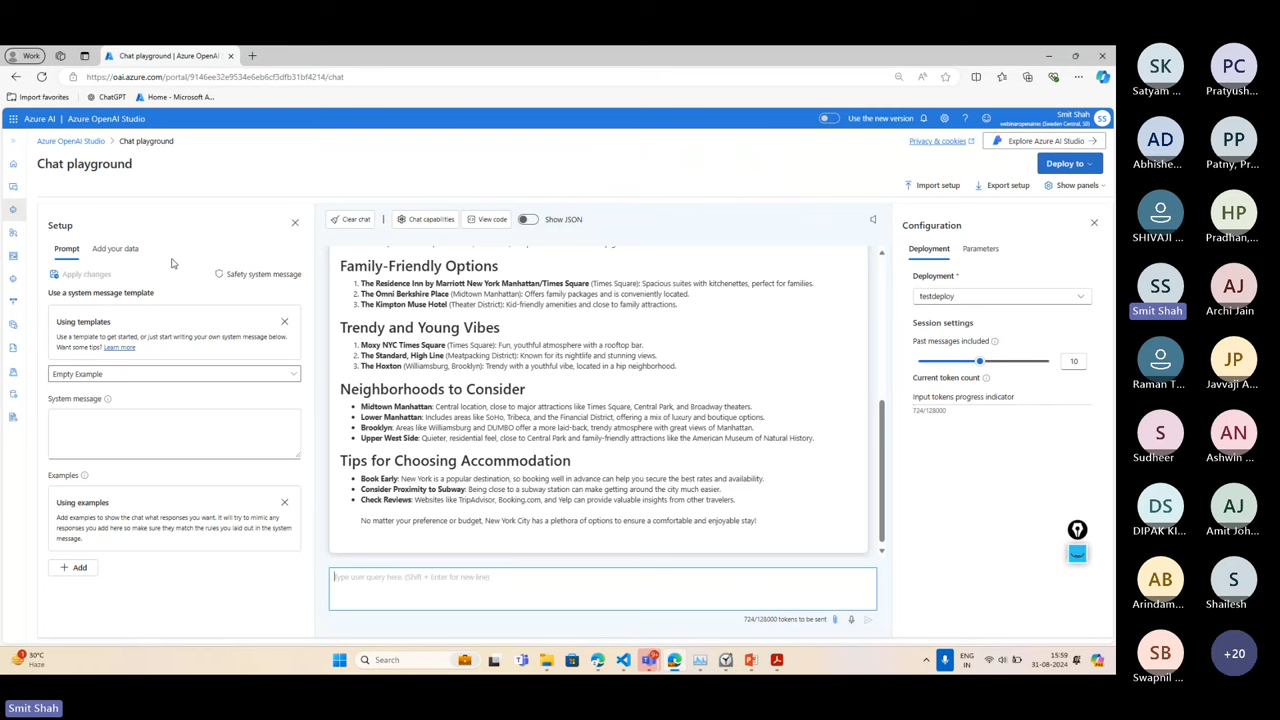 Work
Chat playground | Azure OpenAI
https://oai.azure.com/portal/9146ee32e9534e6eb6cf3dfb31bf4214/chat
Import favorites
ChatGPT
Home - Microsoft A...
Azure AI | Azure OpenAI Studio
Use the new version
Smit Shah
webinaropenaires (Sweden Central, S0)
SS
Azure OpenAI Studio > Chat playground
Privacy & cookies
Explore Azure AI Studio
Chat playground
Deploy to
Import setup
Export setup
Show panels
Setup
Prompt
Add your data
Apply changes
Safety system message
Use a system message template
Using templates
Use a template to get started, or just start writing your own system message below.
Want some tips? Learn more
Empty Example
System message
Examples
Using examples
Add examples to show the chat what responses you want. It will try to mimic any
responses you add here so make sure they match the rules you laid out in the system
message.
Add
Clear chat
Chat capabilities
View code
Show JSON
Family-Friendly Options
1. The Residence Inn by Marriott New York Manhattan/Times Square (Times Square): Spacious suites with kitchenettes, perfect for families.
2. The Omni Berkshire Place (Midtown Manhattan): Offers family packages and is conveniently located.
3. The Kimpton Muse Hotel (Theater District): Kid-friendly amenities and close to family attractions.
Trendy and Young Vibes
1. Moxy NYC Times Square (Times Square): Fun, youthful atmosphere with a rooftop bar.
2. The Standard, High Line (Meatpacking District): Known for its nightlife and stunning views.
3. The Hoxton (Williamsburg, Brooklyn): Trendy with a youthful vibe, located in a hip neighborhood.
Neighborhoods to Consider
• Midtown Manhattan: Central location, close to major attractions like Times Square, Central Park, and Broadway theaters.
• Lower Manhattan: Includes areas like SoHo, Tribeca, and the Financial District, offering a mix of luxury and boutique options.
• Brooklyn: Areas like Williamsburg and DUMBO offer a more laid-back, trendy atmosphere with great views of Manhattan.
• Upper West Side: Quieter, residential feel, close to Central Park and family-friendly attractions like the American Museum of Natural History.
Tips for Choosing Accommodation
• Book Early: New York is a popular destination, so booking well in advance can help you secure the best rates and availability.
• Consider Proximity to Subway: Being close to a subway station can make getting around the city much easier.
• Check Reviews: Websites like TripAdvisor, Booking.com, and Yelp can provide valuable insights from other travelers.
No matter your preference or budget, New York City has a plethora of options to ensure a comfortable and enjoyable stay!
Type user query here. (Shift + Enter for new line)
724/128000 tokens to be sent
Configuration
Deployment
Parameters
Deployment *
testdeploy
Session settings
Past messages included
10
Current token count
Input tokens progress indicator
724/128000
30°C
Haze
Search
ENG
IN
15:59
31-08-2024
SK
Satyam ...
PC
Pratyush...
AD
Abhishe...
PP
Patny, Pr...
SHIVAJI ...
HP
Pradhan,...
SS
Smit Shah
AJ
Archi Jain
Raman T...
JP
Javvaji A...
S
Sudheer
AN
Ashwin ...
DS
DIPAK KI...
AJ
Amit Joh...
AB
Arindam...
S
Shailesh
SB
Swapnil ...
+20
Smit Shah